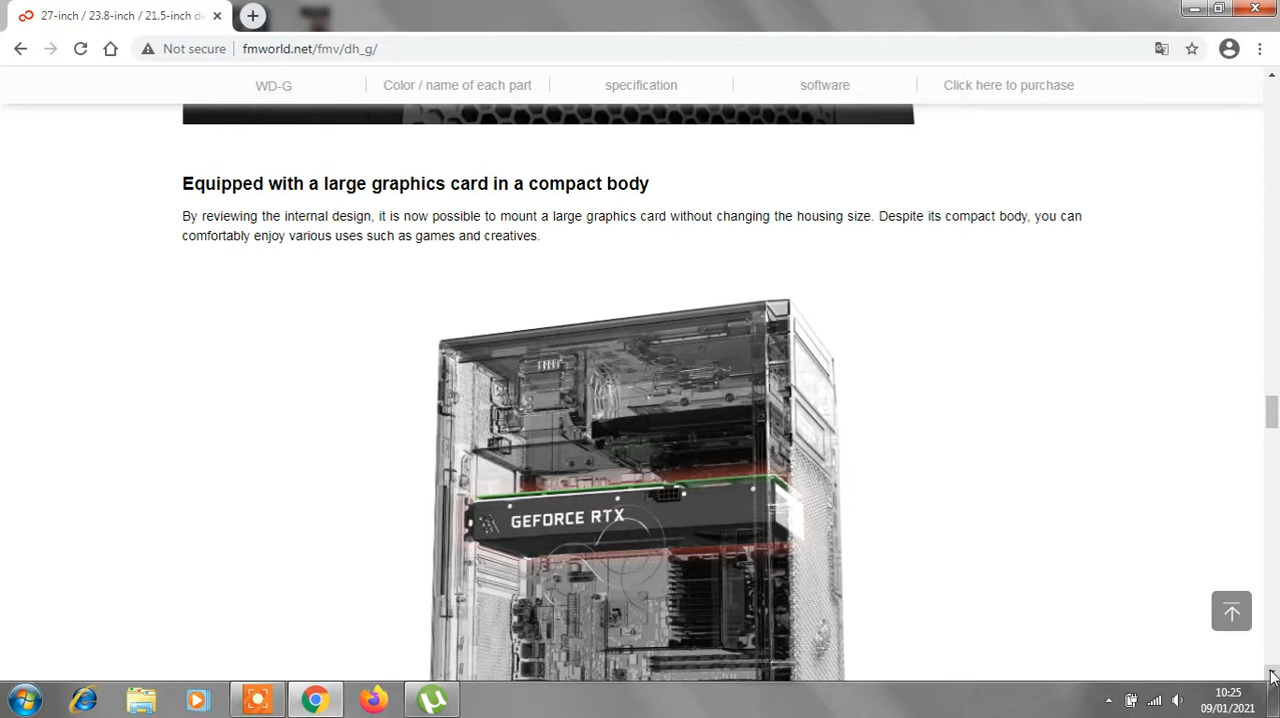 27-inch / 23.8-inch / 21.5-inch de
Not secure fmworld.net/fmv/dh_g/
WD-G Color / name of each part specification software Click here to purchase
Equipped with a large graphics card in a compact body
By reviewing the internal design, it is now possible to mount a large graphics card without changing the housing size. Despite its compact body, you can
comfortably enjoy various uses such as games and creatives.
GEFORCE RTX
10:25
09/01/2021